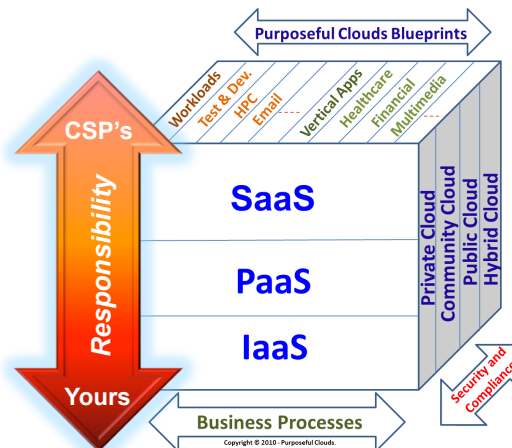 Purposeful Clouds Blueprints
Workloads
Test & Dev.
HPC
Email
Vertical Apps
Healthcare
Financial
Multimedia
CSP's
Responsibility
Yours
SaaS
PaaS
IaaS
Private Cloud
Community Cloud
Public Cloud
Hybrid Cloud
Security and
Compliance
Business Processes
Copyright © 2010 - Purposeful Clouds.